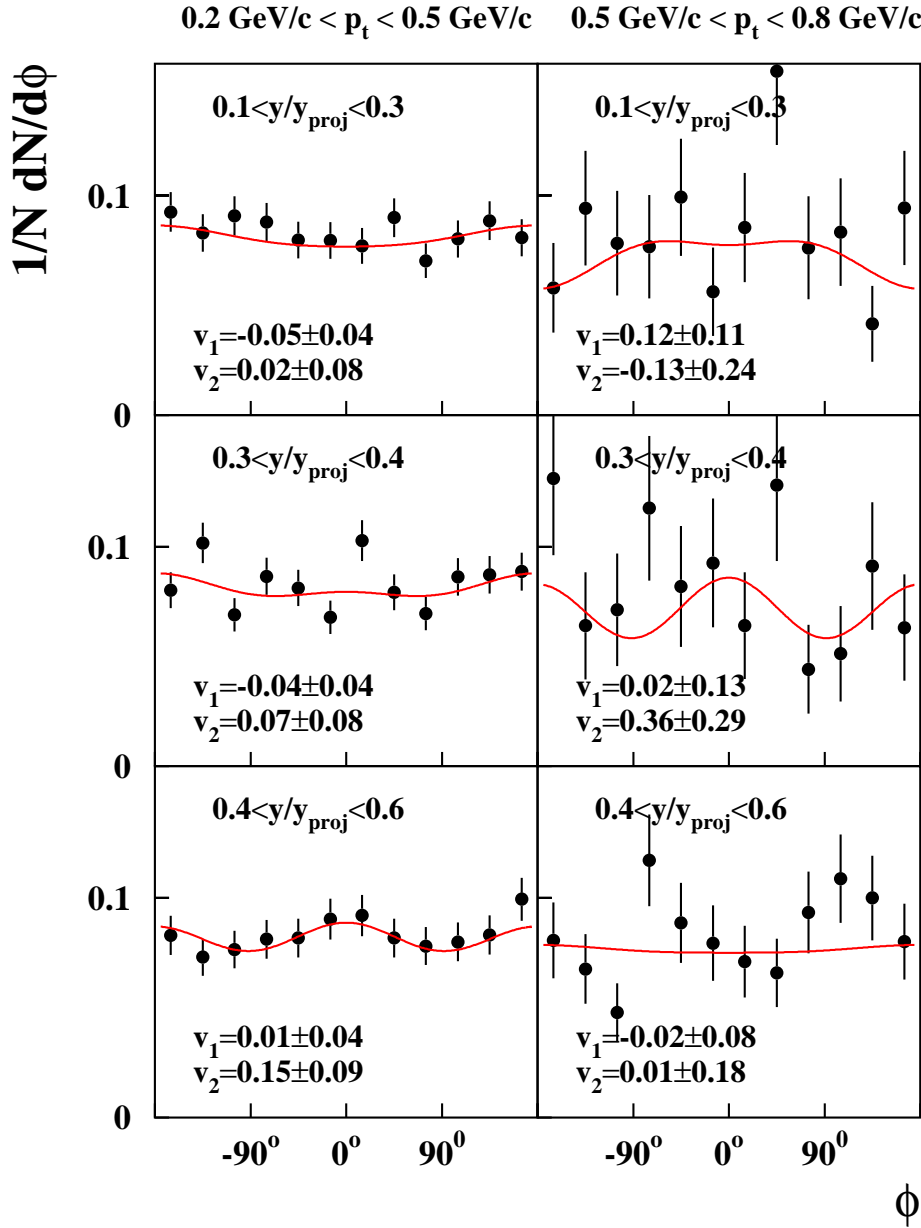 0.2 GeV/c < pt < 0.5 GeV/c
0.5 GeV/c < pt < 0.8 GeV/c
1/N dN/dϕ
0.1<y/yproj<0.3
0.1<y/yproj<0.3
0.1
v1=-0.05±0.04
v2=0.02±0.08
v1=0.12±0.11
v2=-0.13±0.24
0
0.3<y/yproj<0.4
0.3<y/yproj<0.4
0.1
v1=-0.04±0.04
v2=0.07±0.08
v1=0.02±0.13
v2=0.36±0.29
0
0.4<y/yproj<0.6
0.4<y/yproj<0.6
0.1
v1=0.01±0.04
v2=0.15±0.09
v1=-0.02±0.08
v2=0.01±0.18
0
-90o 0o 900
-90o 0o 900
ϕ